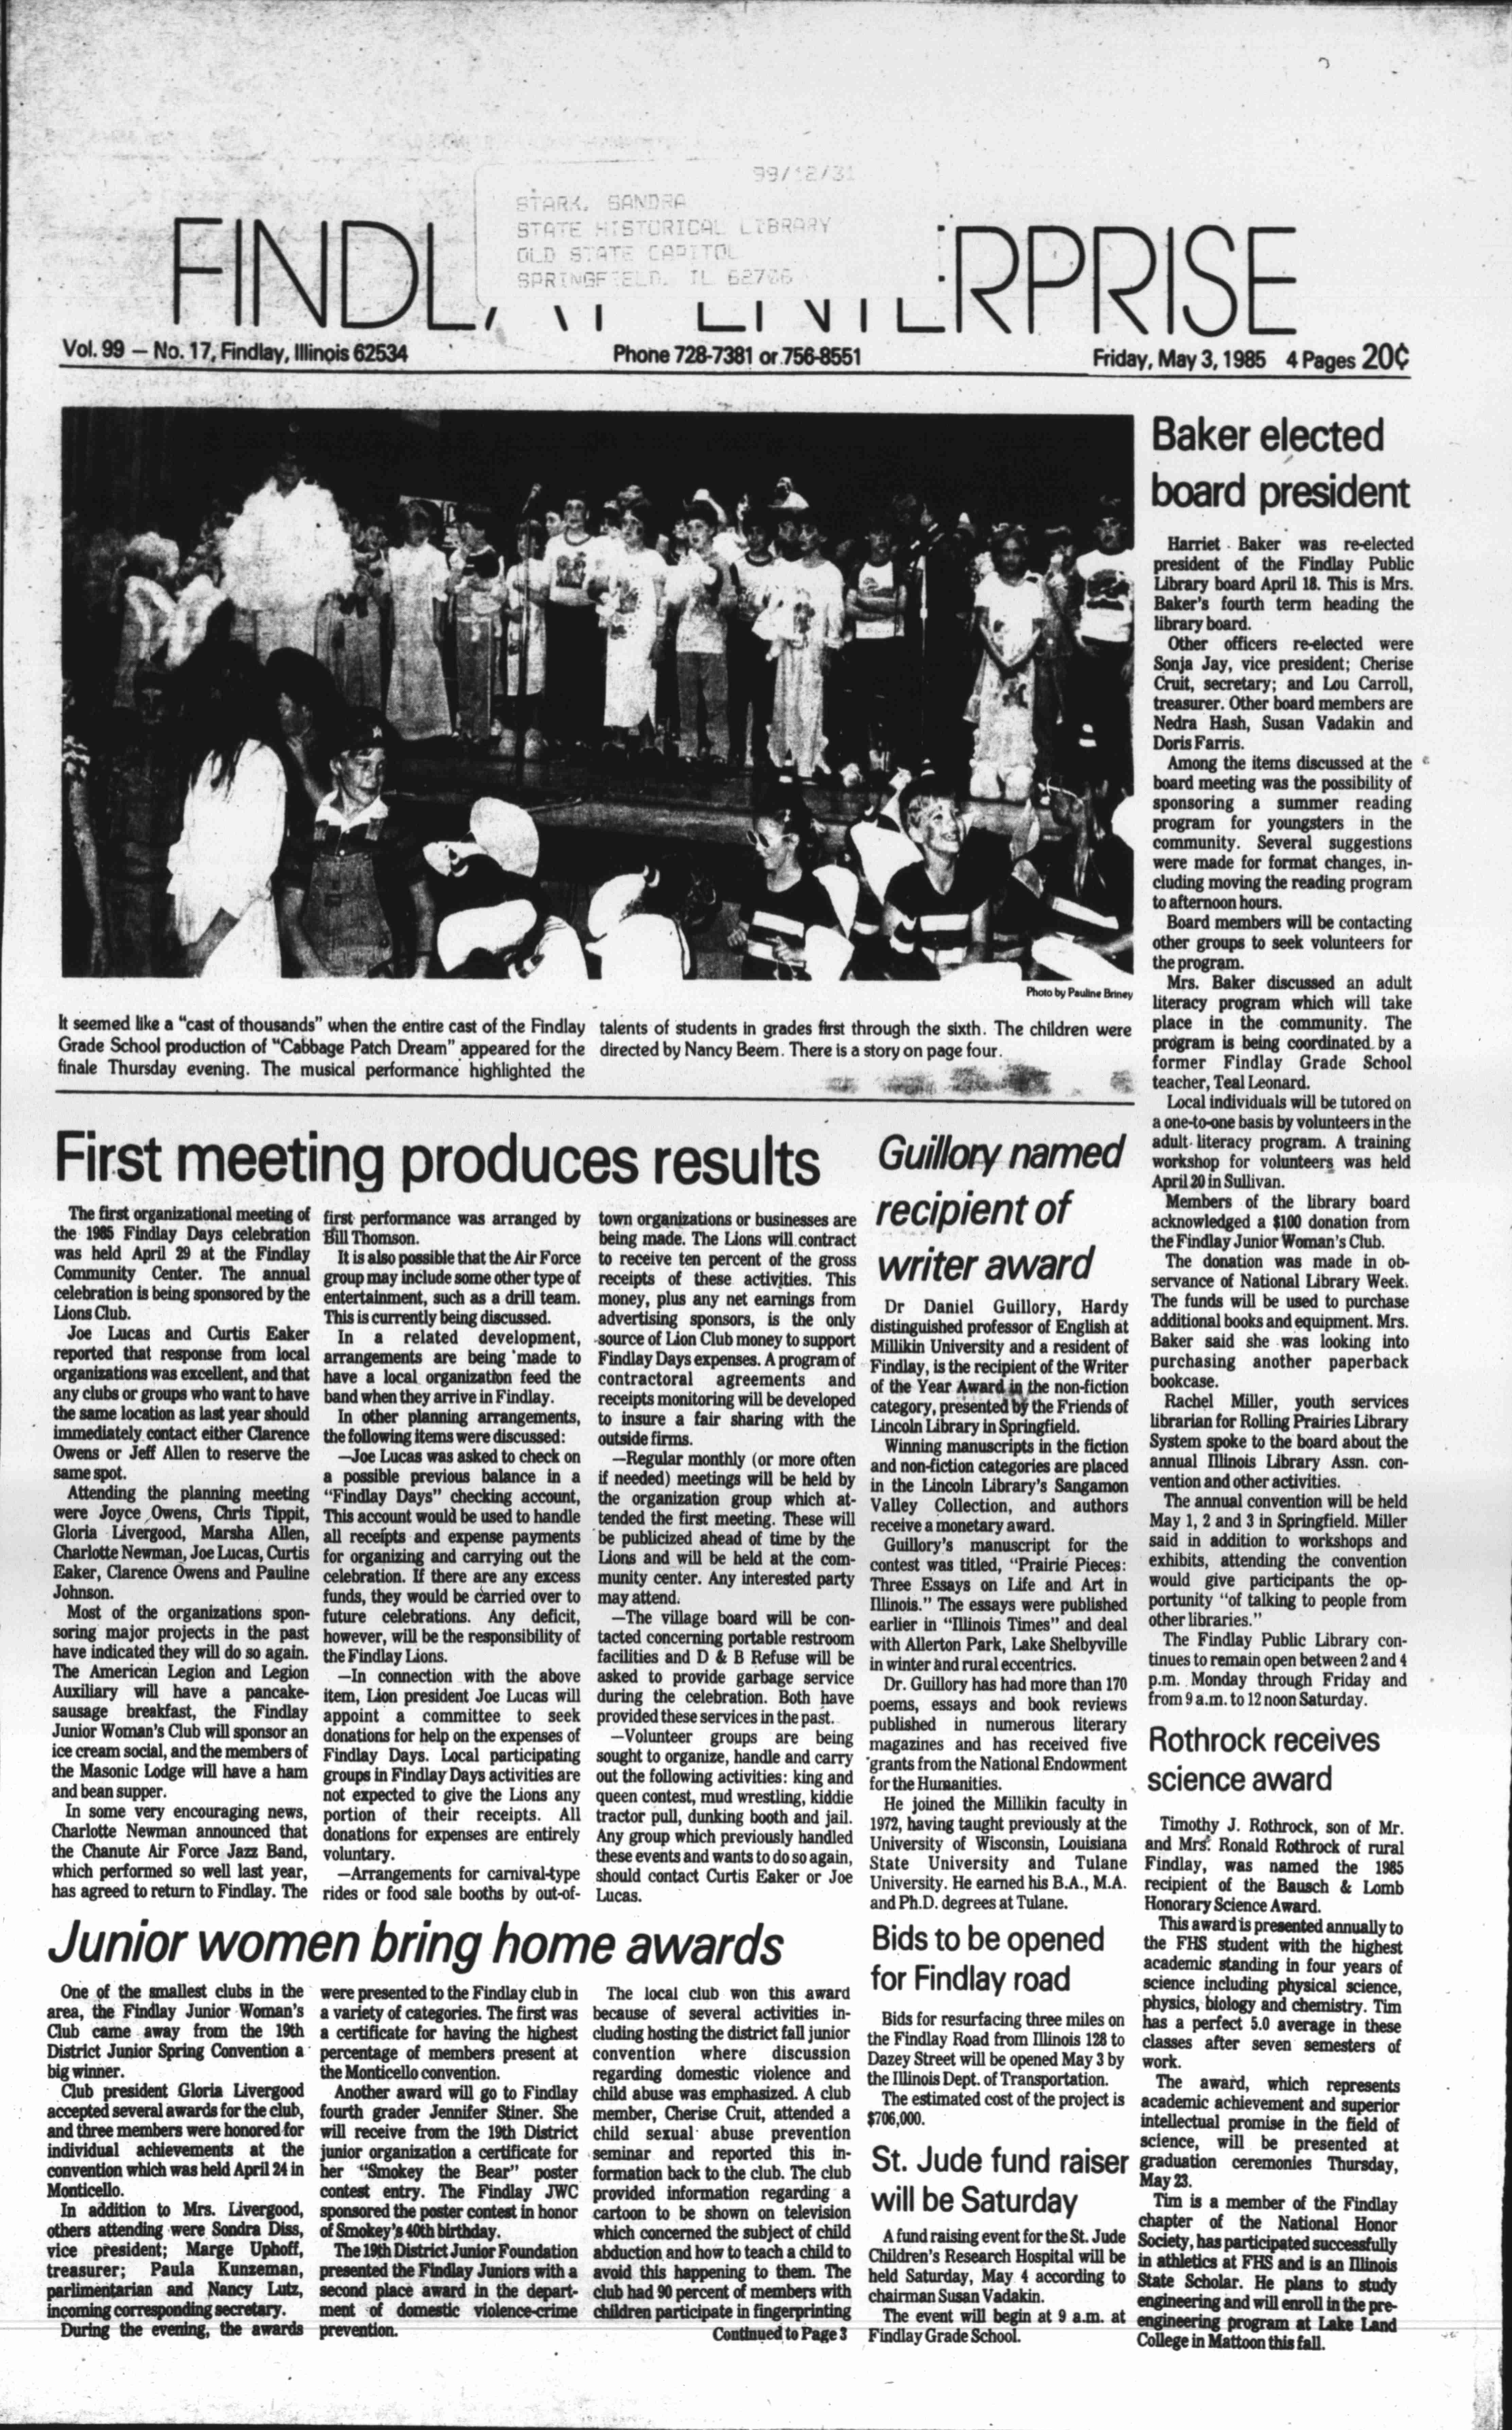 99/12/31
STARK, SANDRA
STATE HISTORICAL LIBRARY
OLD STATE CAPITOL
SPRINGFIELD, IL 62706
FINDLAY ENTERPRISE
Vol. 99 — No. 17, Findlay, Illinois 62534
Phone 728-7381 or 756-8551
Friday, May 3, 1985 4 Pages 20¢
Photo by Pauline Briney
It seemed like a "cast of thousands" when the entire cast of the Findlay
Grade School production of "Cabbage Patch Dream" appeared for the
finale Thursday evening. The musical performance highlighted the
talents of students in grades first through the sixth. The children were
directed by Nancy Beem. There is a story on page four.
Baker elected
board president
Harriet Baker was re-elected
president of the Findlay Public
Library board April 18. This is Mrs.
Baker's fourth term heading the
library board.
Other officers re-elected were
Sonja Jay, vice president; Cherise
Cruit, secretary; and Lou Carroll,
treasurer. Other board members are
Nedra Hash, Susan Vadakin and
Doris Farris.
Among the items discussed at the
board meeting was the possibility of
sponsoring a summer reading
program for youngsters in the
community. Several suggestions
were made for format changes, in-
cluding moving the reading program
to afternoon hours.
Board members will be contacting
other groups to seek volunteers for
the program.
Mrs. Baker discussed an adult
literacy program which will take
place in the community. The
program is being coordinated by a
former Findlay Grade School
teacher, Teal Leonard.
Local individuals will be tutored on
a one-to-one basis by volunteers in the
adult literacy program. A training
workshop for volunteers was held
April 20 in Sullivan.
Members of the library board
acknowledged a $100 donation from
the Findlay Junior Woman's Club.
The donation was made in ob-
servance of National Library Week.
The funds will be used to purchase
additional books and equipment. Mrs.
Baker said she was looking into
purchasing another paperback
bookcase.
Rachel Miller, youth services
librarian for Rolling Prairies Library
System spoke to the board about the
annual Illinois Library Assn. con-
vention and other activities.
The annual convention will be held
May 1, 2 and 3 in Springfield. Miller
said in addition to workshops and
exhibits, attending the convention
would give participants the op-
portunity "of talking to people from
other libraries."
The Findlay Public Library con-
tinues to remain open between 2 and 4
p.m. Monday through Friday and
from 9 a.m. to 12 noon Saturday.
Rothrock receives
science award
Timothy J. Rothrock, son of Mr.
and Mrs. Ronald Rothrock of rural
Findlay, was named the 1985
recipient of the Bausch & Lomb
Honorary Science Award.
This award is presented annually to
the FHS student with the highest
academic standing in four years of
science including physical science,
physics, biology and chemistry. Tim
has a perfect 5.0 average in these
classes after seven semesters of
work.
The award, which represents
academic achievement and superior
intellectual promise in the field of
science, will be presented at
graduation ceremonies Thursday,
May 23.
Tim is a member of the Findlay
chapter of the National Honor
Society, has participated successfully
in athletics at FHS and is an Illinois
State Scholar. He plans to study
engineering and will enroll in the pre-
engineering program at Lake Land
College in Mattoon this fall.
First meeting produces results
The first organizational meeting of
the 1985 Findlay Days celebration
was held April 29 at the Findlay
Community Center. The annual
celebration is being sponsored by the
Lions Club.
Joe Lucas and Curtis Eaker
reported that response from local
organizations was excellent, and that
any clubs or groups who want to have
the same location as last year should
immediately contact either Clarence
Owens or Jeff Allen to reserve the
same spot.
Attending the planning meeting
were Joyce Owens, Chris Tippit,
Gloria Livergood, Marsha Allen,
Charlotte Newman, Joe Lucas, Curtis
Eaker, Clarence Owens and Pauline
Johnson.
Most of the organizations spon-
soring major projects in the past
have indicated they will do so again.
The American Legion and Legion
Auxiliary will have a pancake-
sausage breakfast, the Findlay
Junior Woman's Club will sponsor an
ice cream social, and the members of
the Masonic Lodge will have a ham
and bean supper.
In some very encouraging news,
Charlotte Newman announced that
the Chanute Air Force Jazz Band,
which performed so well last year,
has agreed to return to Findlay. The
first performance was arranged by
Bill Thomson.
It is also possible that the Air Force
group may include some other type of
entertainment, such as a drill team.
This is currently being discussed.
In a related development,
arrangements are being made to
have a local organization feed the
band when they arrive in Findlay.
In other planning arrangements,
the following items were discussed:
—Joe Lucas was asked to check on
a possible previous balance in a
"Findlay Days" checking account,
This account would be used to handle
all receipts and expense payments
for organizing and carrying out the
celebration. If there are any excess
funds, they would be carried over to
future celebrations. Any deficit,
however, will be the responsibility of
the Findlay Lions.
—In connection with the above
item, Lion president Joe Lucas will
appoint a committee to seek
donations for help on the expenses of
Findlay Days. Local participating
groups in Findlay Days activities are
not expected to give the Lions any
portion of their receipts. All
donations for expenses are entirely
voluntary.
—Arrangements for carnival-type
rides or food sale booths by out-of-
town organizations or businesses are
being made. The Lions will contract
to receive ten percent of the gross
receipts of these activities. This
money, plus any net earnings from
advertising sponsors, is the only
source of Lion Club money to support
Findlay Days expenses. A program of
contractoral agreements and
receipts monitoring will be developed
to insure a fair sharing with the
outside firms.
—Regular monthly (or more often
if needed) meetings will be held by
the organization group which at-
tended the first meeting. These will
be publicized ahead of time by the
Lions and will be held at the com-
munity center. Any interested party
may attend.
—The village board will be con-
tacted concerning portable restroom
facilities and D & B Refuse will be
asked to provide garbage service
during the celebration. Both have
provided these services in the past.
—Volunteer groups are being
sought to organize, handle and carry
out the following activities: king and
queen contest, mud wrestling, kiddie
tractor pull, dunking booth and jail.
Any group which previously handled
these events and wants to do so again,
should contact Curtis Eaker or Joe
Lucas.
Guillory named
recipient of
writer award
Dr Daniel Guillory, Hardy
distinguished professor of English at
Millikin University and a resident of
Findlay, is the recipient of the Writer
of the Year Award in the non-fiction
category, presented by the Friends of
Lincoln Library in Springfield.
Winning manuscripts in the fiction
and non-fiction categories are placed
in the Lincoln Library's Sangamon
Valley Collection, and authors
receive a monetary award.
Guillory's manuscript for the
contest was titled, "Prairie Pieces:
Three Essays on Life and Art in
Illinois." The essays were published
earlier in "Illinois Times" and deal
with Allerton Park, Lake Shelbyville
in winter and rural eccentrics.
Dr. Guillory has had more than 170
poems, essays and book reviews
published in numerous literary
magazines and has received five
grants from the National Endowment
for the Humanities.
He joined the Millikin faculty in
1972, having taught previously at the
University of Wisconsin, Louisiana
State University and Tulane
University. He earned his B.A., M.A.
and Ph.D. degrees at Tulane.
Bids to be opened
for Findlay road
Bids for resurfacing three miles on
the Findlay Road from Illinois 128 to
Dazey Street will be opened May 3 by
the Illinois Dept. of Transportation.
The estimated cost of the project is
$706,000.
St. Jude fund raiser
will be Saturday
A fund raising event for the St. Jude
Children's Research Hospital will be
held Saturday, May 4 according to
chairman Susan Vadakin.
The event will begin at 9 a.m. at
Findlay Grade School.
Junior women bring home awards
One of the smallest clubs in the
area, the Findlay Junior Woman's
Club came away from the 19th
District Junior Spring Convention a
big winner.
Club president Gloria Livergood
accepted several awards for the club,
and three members were honored for
individual achievements at the
convention which was held April 24 in
Monticello.
In addition to Mrs. Livergood,
others attending were Sondra Diss,
vice president; Marge Uphoff,
treasurer; Paula Kunzeman,
parlimentarian and Nancy Lutz,
incoming corresponding secretary.
During the evening, the awards
were presented to the Findlay club in
a variety of categories. The first was
a certificate for having the highest
percentage of members present at
the Monticello convention.
Another award will go to Findlay
fourth grader Jennifer Stiner. She
will receive from the 19th District
junior organization a certificate for
her "Smokey the Bear" poster
contest entry. The Findlay JWC
sponsored the poster contest in honor
of Smokey's 40th birthday.
The 19th District Junior Foundation
presented the Findlay Juniors with a
second place award in the depart-
ment of domestic violence-crime
prevention.
The local club won this award
because of several activities in-
cluding hosting the district fall junior
convention where discussion
regarding domestic violence and
child abuse was emphasized. A club
member, Cherise Cruit, attended a
child sexual abuse prevention
seminar and reported this in-
formation back to the club. The club
provided information regarding a
cartoon to be shown on television
which concerned the subject of child
abduction and how to teach a child to
avoid this happening to them. The
club had 90 percent of members with
children participate in fingerprinting
Continued to Page 3